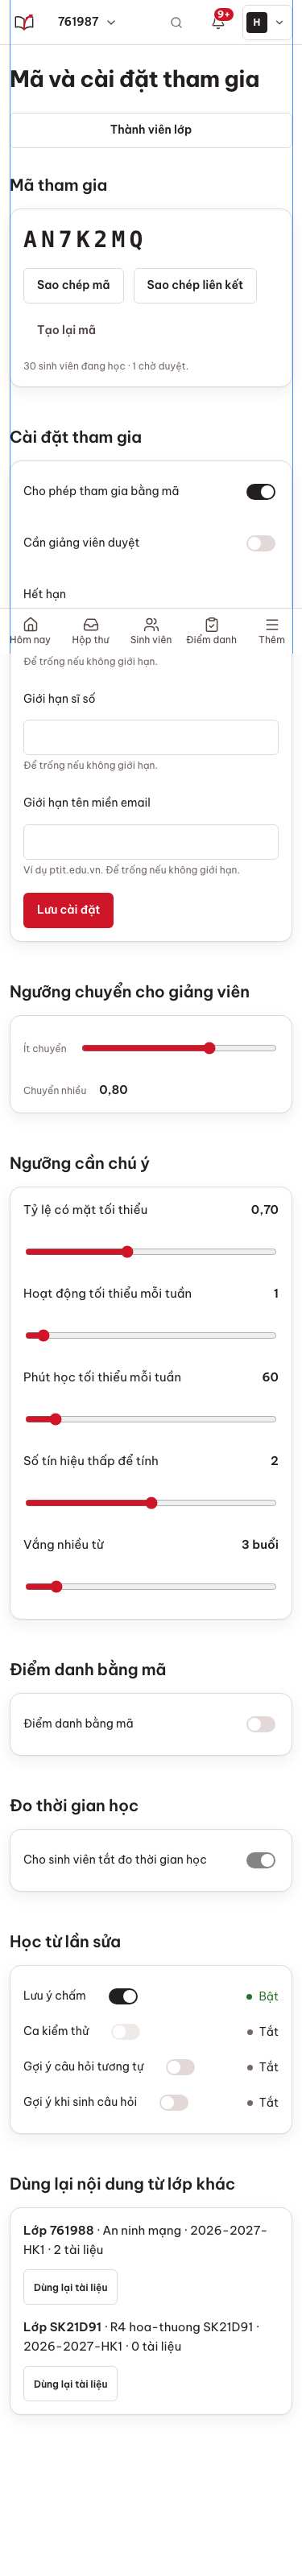 761987
9+
H
Mã và cài đặt tham gia
Thành viên lớp
Mã tham gia
AN7K2MQ
Sao chép mã
Sao chép liên kết
Tạo lại mã
30 sinh viên đang học · 1 chờ duyệt.
Cài đặt tham gia
Cho phép tham gia bằng mã
Cần giảng viên duyệt
Hết hạn
Hôm nay
Hộp thư
Sinh viên
Điểm danh
Thêm
Để trống nếu không giới hạn.
Giới hạn sĩ số
Để trống nếu không giới hạn.
Giới hạn tên miền email
Ví dụ ptit.edu.vn. Để trống nếu không giới hạn.
Lưu cài đặt
Ngưỡng chuyển cho giảng viên
Ít chuyển
Chuyển nhiều 0,80
Ngưỡng cần chú ý
Tỷ lệ có mặt tối thiểu 0,70
Hoạt động tối thiểu mỗi tuần 1
Phút học tối thiểu mỗi tuần 60
Số tín hiệu thấp để tính 2
Vắng nhiều từ 3 buổi
Điểm danh bằng mã
Điểm danh bằng mã
Đo thời gian học
Cho sinh viên tắt đo thời gian học
Học từ lần sửa
Lưu ý chấm Bật
Ca kiểm thử Tắt
Gợi ý câu hỏi tương tự Tắt
Gợi ý khi sinh câu hỏi Tắt
Dùng lại nội dung từ lớp khác
Lớp 761988 · An ninh mạng · 2026-2027-
HK1 · 2 tài liệu
Dùng lại tài liệu
Lớp SK21D91 · R4 hoa-thuong SK21D91 ·
2026-2027-HK1 · 0 tài liệu
Dùng lại tài liệu